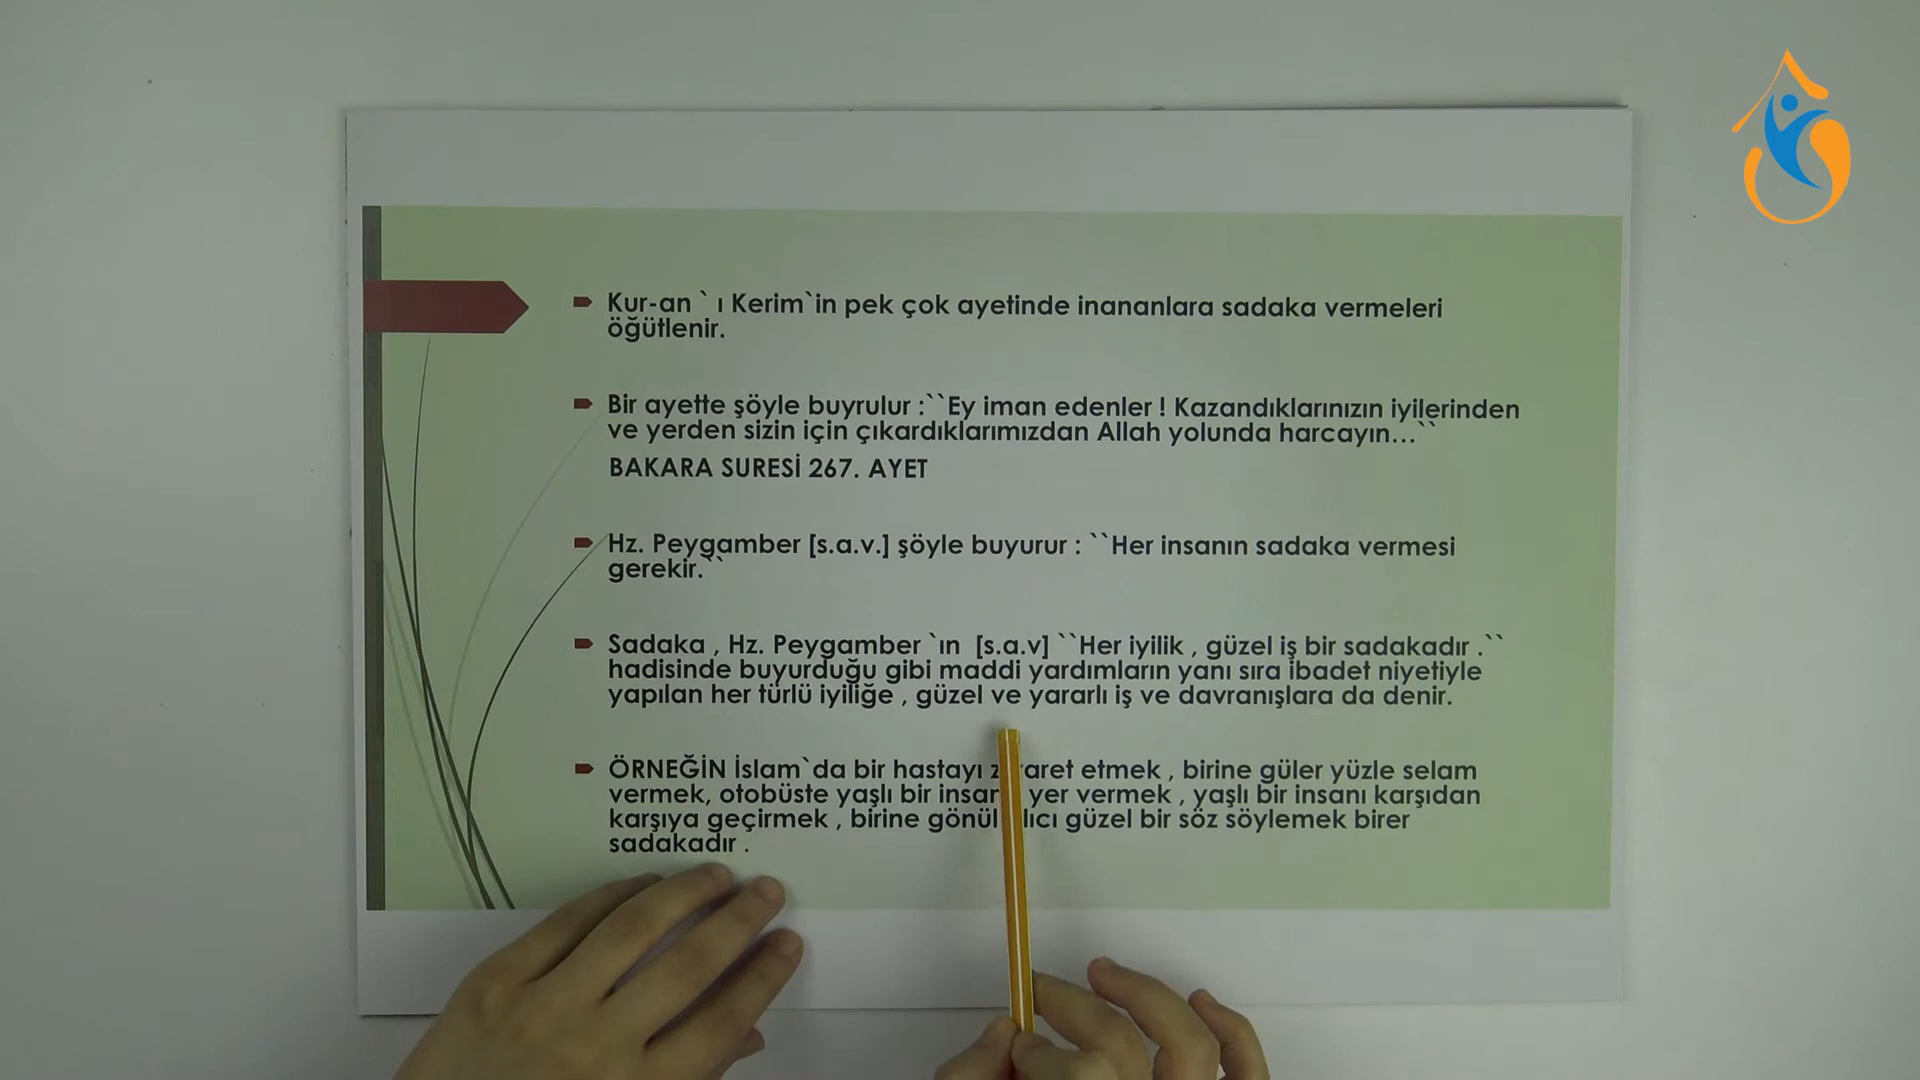 Kur-an ` ı Kerim`in pek çok ayetinde inananlara sadaka vermeleri
öğütlenir.
Bir ayette şöyle buyrulur :``Ey iman edenler ! Kazandıklarınızın iyilerinden
ve yerden sizin için çıkardıklarımızdan Allah yolunda harcayın...``
BAKARA SURESİ 267. AYET
Hz. Peygamber [s.a.v.] şöyle buyurur : ``Her insanın sadaka vermesi
gerekir.``
Sadaka , Hz. Peygamber `ın [s.a.v] ``Her iyilik , güzel iş bir sadakadır .``
hadisinde buyurduğu gibi maddi yardımların yanı sıra ibadet niyetiyle
yapılan her türlü iyiliğe , güzel ve yararlı iş ve davranışlara da denir.
ÖRNEĞİN İslam`da bir hastayı etmek , birine güler yüzle selam
vermek, otobüste yaşlı bir yer vermek , yaşlı bir insanı karşıdan
karşıya geçirmek , birine gönül güzel bir söz söylemek birer
sadakadır .